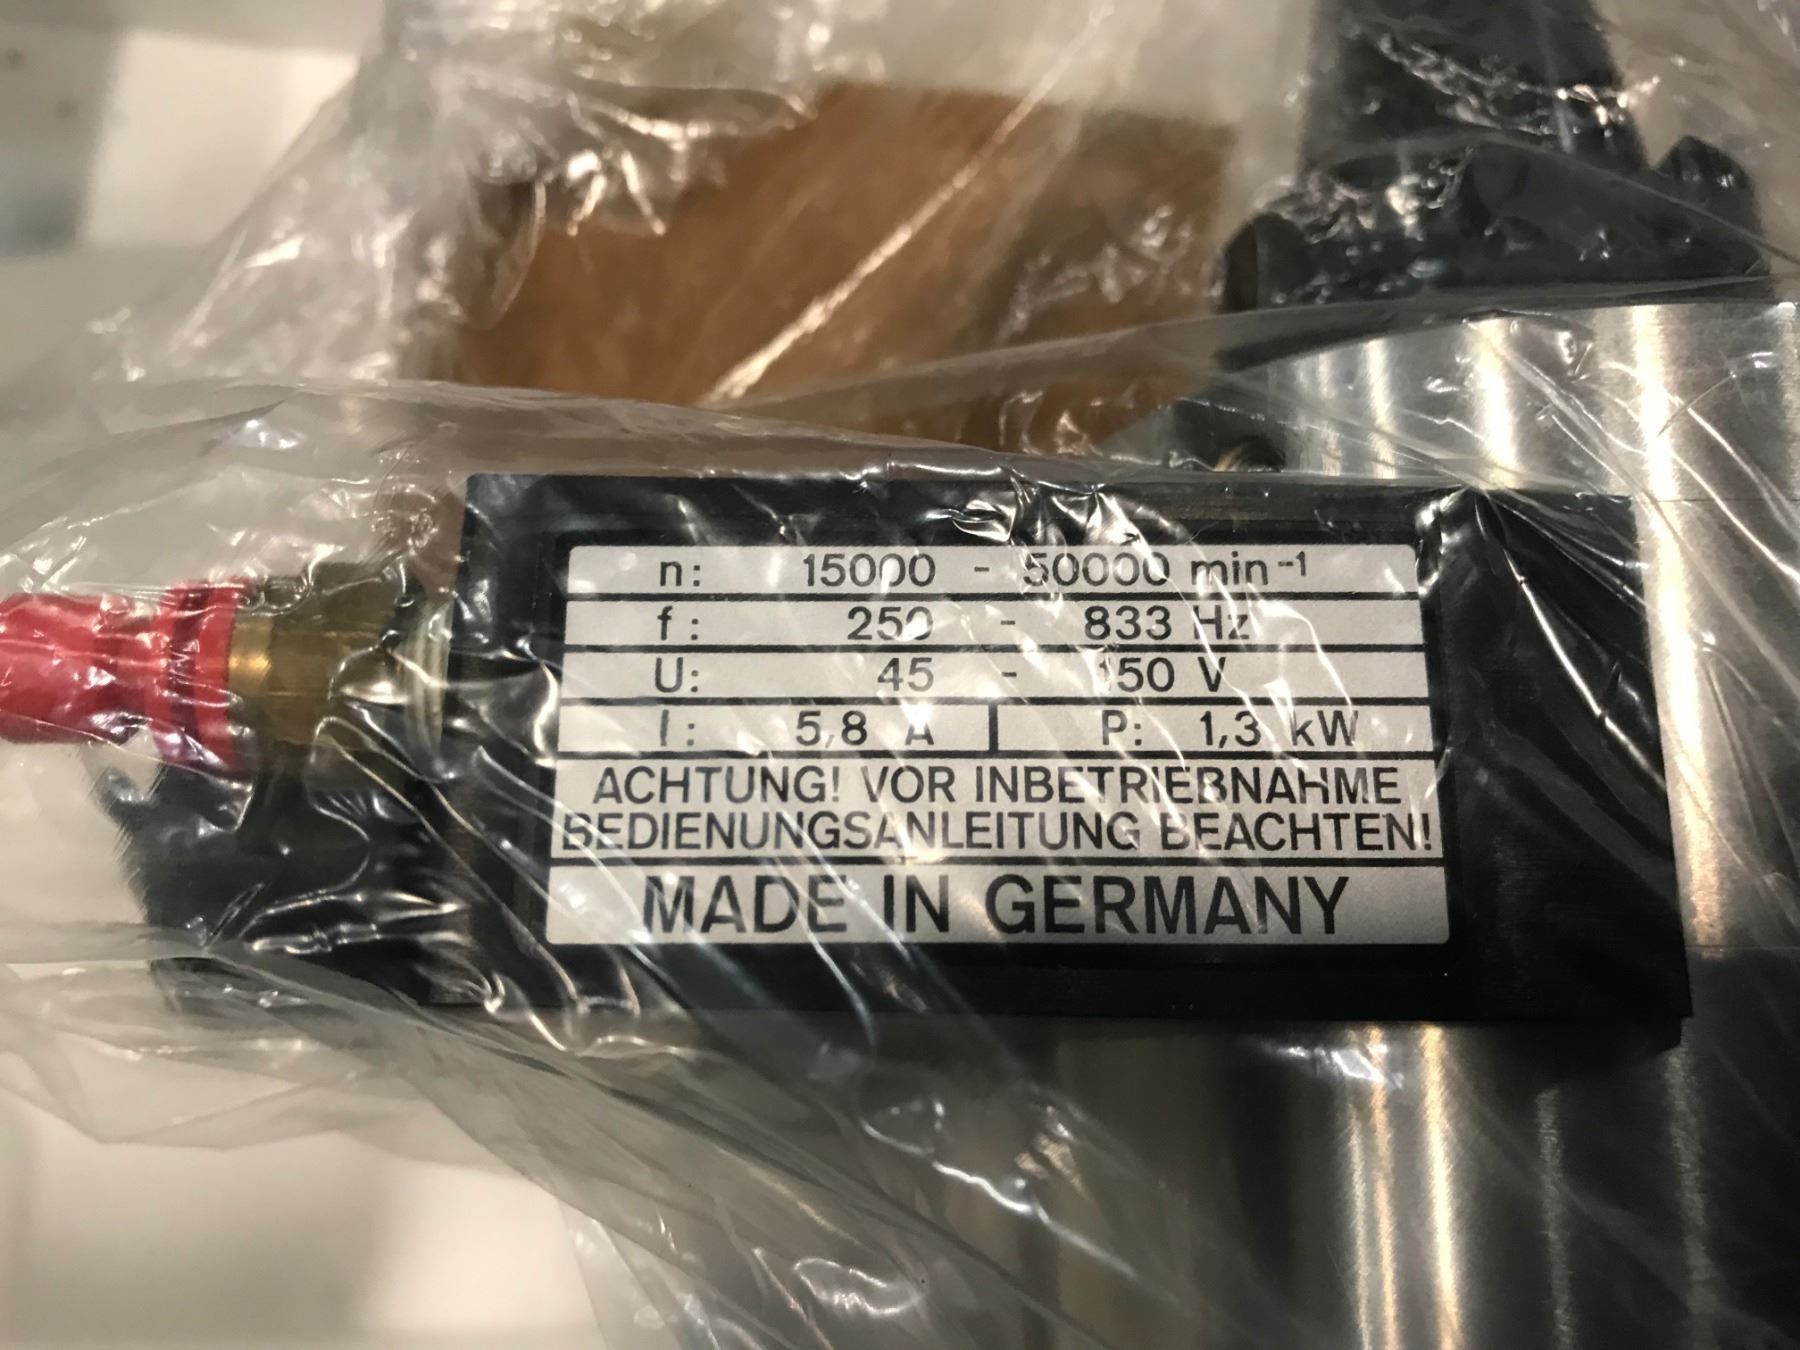 n: 15000 - 50000 min⁻¹
f: 250 - 833 Hz
U: 45 - 150 V
I: 5,8 A P: 1,3 kW
ACHTUNG! VOR INBETRIEBNAHME
BEDIENUNGSANLEITUNG BEACHTEN!
MADE IN GERMANY